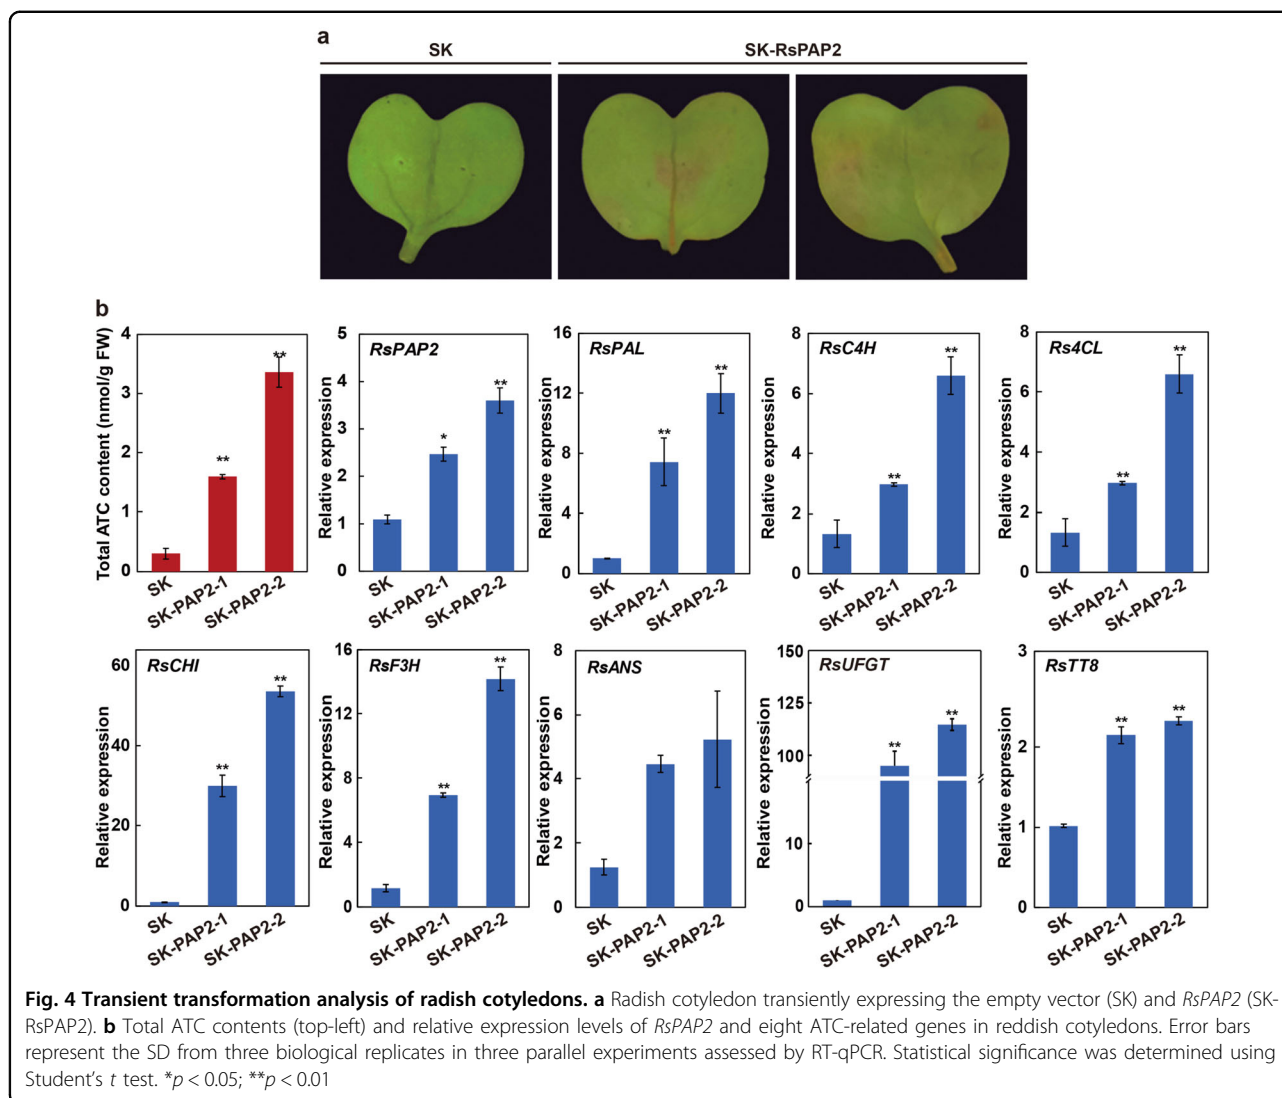 a
SK
SK-RsPAP2
b
Total ATC content (nmol/g FW)
4
3
2
1
0
SK
SK-PAP2-1
SK-PAP2-2
**
**
RsPAP2
Relative expression
5
4
3
2
1
0
SK
SK-PAP2-1
SK-PAP2-2
*
**
RsPAL
Relative expression
16
12
8
4
0
SK
SK-PAP2-1
SK-PAP2-2
**
**
RsC4H
Relative expression
8
6
4
2
0
SK
SK-PAP2-1
SK-PAP2-2
**
**
Rs4CL
Relative expression
8
6
4
2
0
SK
SK-PAP2-1
SK-PAP2-2
**
**
RsCHI
Relative expression
60
40
20
0
SK
SK-PAP2-1
SK-PAP2-2
**
**
RsF3H
Relative expression
16
12
8
4
0
SK
SK-PAP2-1
SK-PAP2-2
**
**
RsANS
Relative expression
8
6
4
2
0
SK
SK-PAP2-1
SK-PAP2-2
RsUFGT
Relative expression
150
125
100
10
0
SK
SK-PAP2-1
SK-PAP2-2
**
**
RsTT8
Relative expression
3
2
1
0
SK
SK-PAP2-1
SK-PAP2-2
**
**
Fig. 4 Transient transformation analysis of radish cotyledons. a Radish cotyledon transiently expressing the empty vector (SK) and RsPAP2 (SK-
RsPAP2). b Total ATC contents (top-left) and relative expression levels of RsPAP2 and eight ATC-related genes in reddish cotyledons. Error bars
represent the SD from three biological replicates in three parallel experiments assessed by RT-qPCR. Statistical significance was determined using
Student's t test. *p < 0.05; **p < 0.01